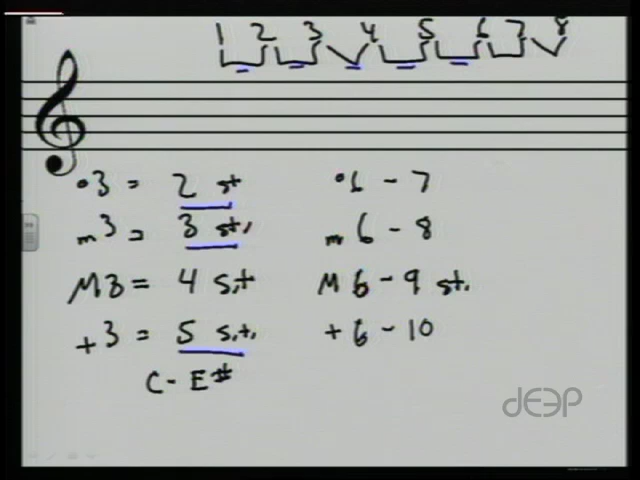 1 2 3 4 5 6 7 8
°3 = 2 st °6 - 7
m3 = 3 st. m6 - 8
M3 = 4 s.t M6 - 9 st.
+3 = 5 s.t. +6 - 10
C - E#
dEEP